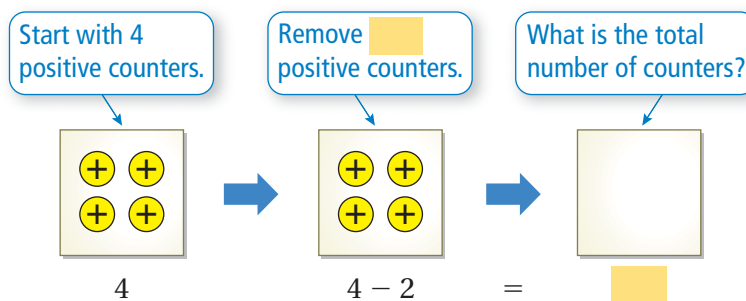 Start with 4
positive counters.
Remove
positive counters.
What is the total
number of counters?
+ +
+ +
+ +
+ +
4
4 − 2
=